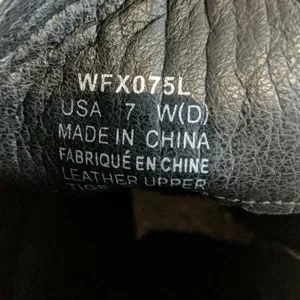 WFX075L
USA 7 W(D)
MADE IN CHINA
FABRIQUÉ EN CHINE
LEATHER UPPER